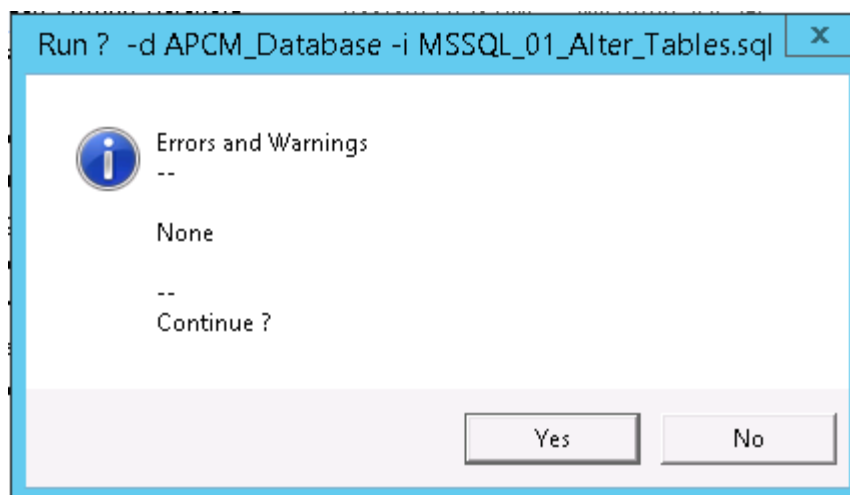 Run ? -d APCM_Database -i MSSQL_01_Alter_Tables.sql
x
Errors and Warnings
--
None
--
Continue ?
Yes
No